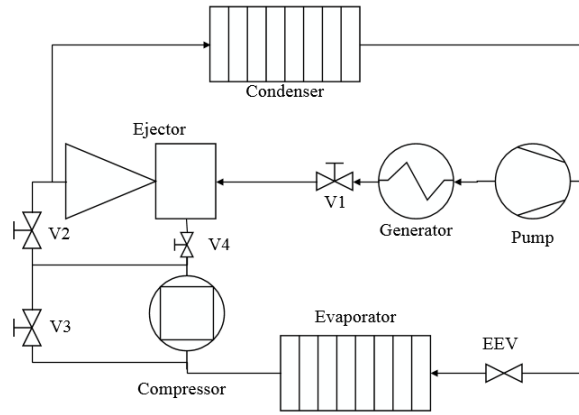 Condenser
Ejector
V1
Generator
Pump
V2
V4
V3
Evaporator
EEV
Compressor